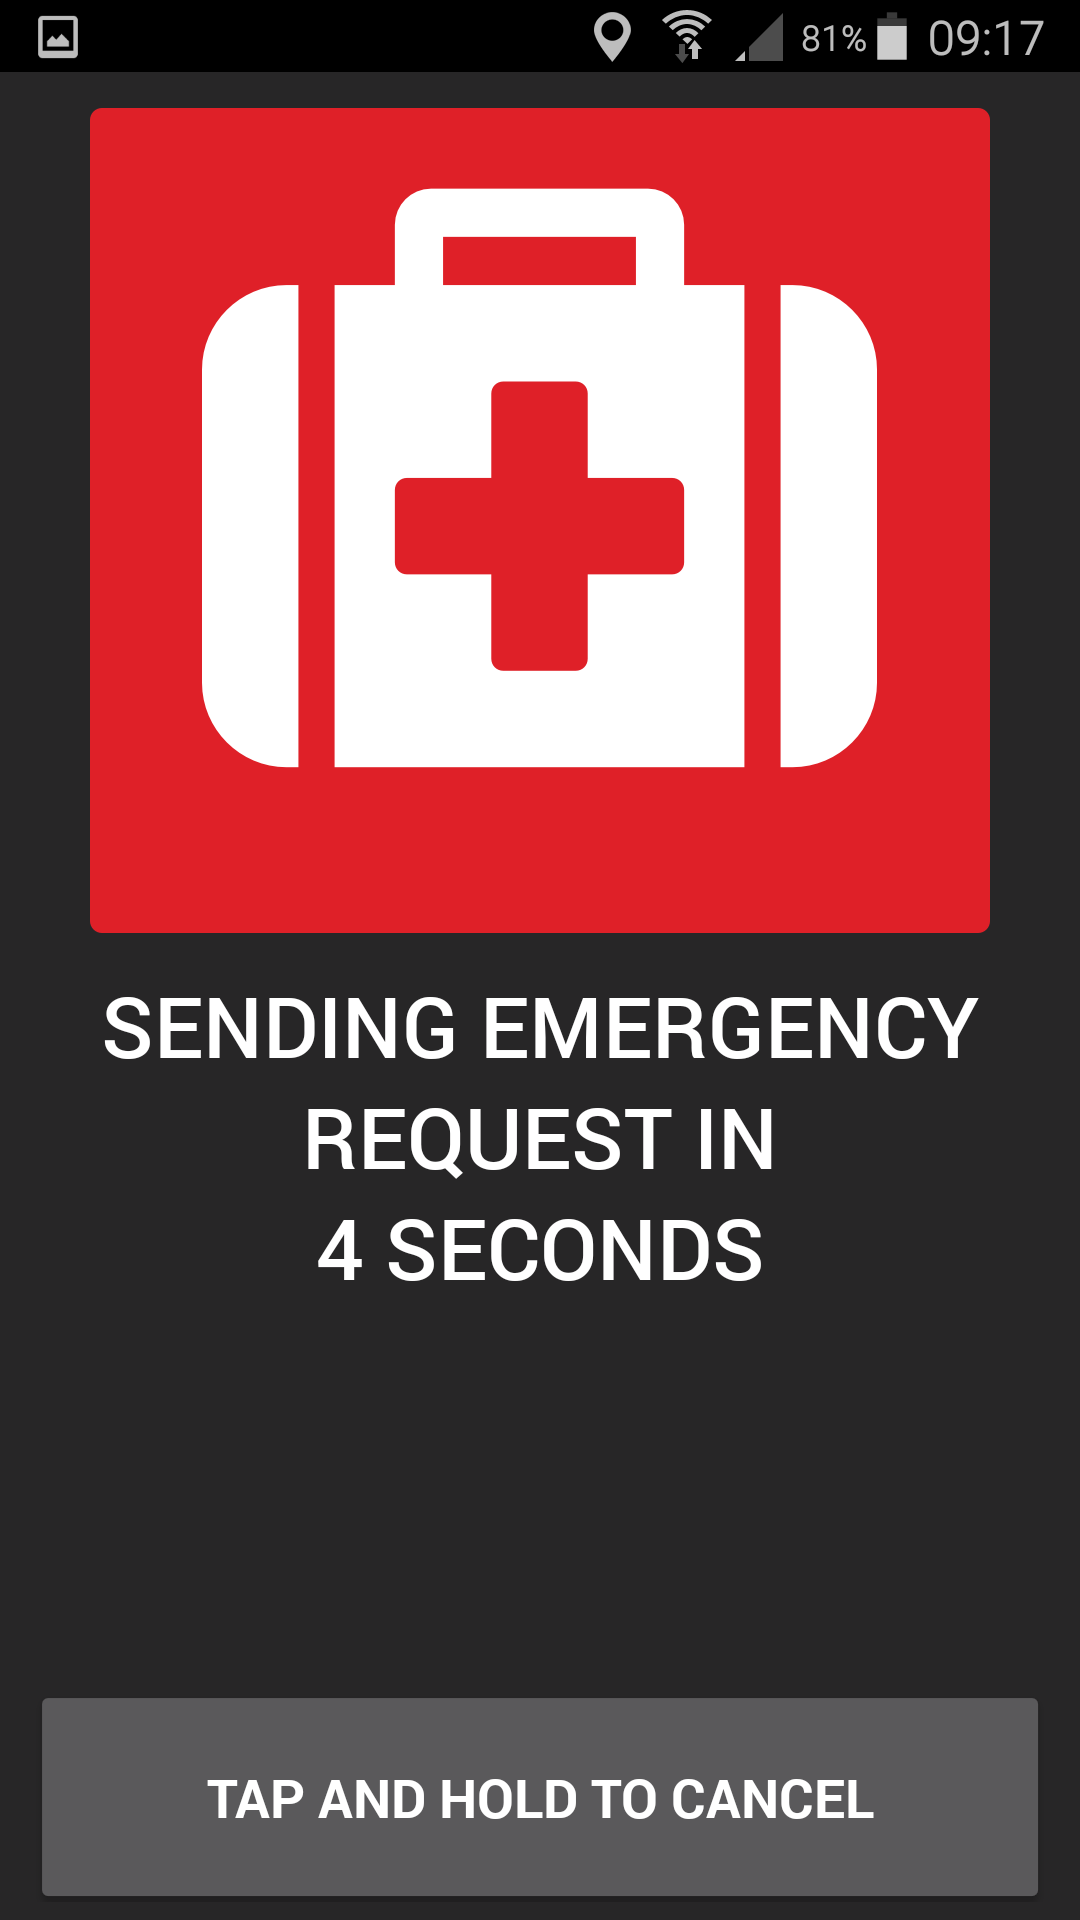 81% 09:17
SENDING EMERGENCY
REQUEST IN
4 SECONDS
TAP AND HOLD TO CANCEL